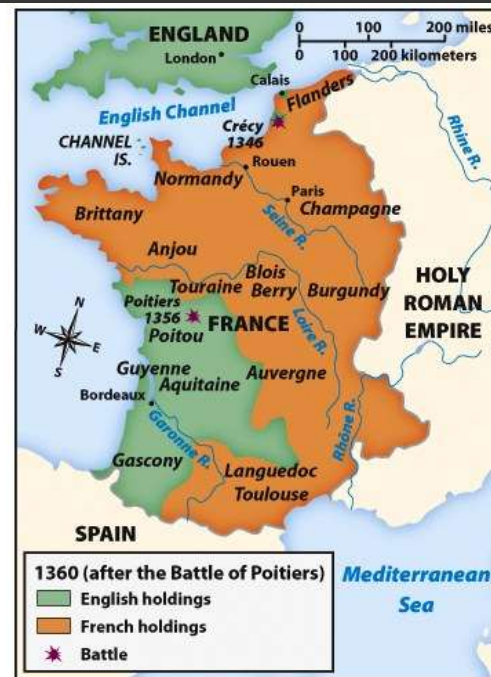 ENGLAND
London
0 100 200 miles
0 100 200 kilometers
Calais
Flanders
English Channel
Crécy
1346
CHANNEL
IS.
Rhine R.
Rouen
Normandy
Paris
Champagne
Seine R.
Brittany
Anjou
Blois
Touraine
Berry
Burgundy
HOLY
ROMAN
EMPIRE
N
W
E
S
Poitiers
1356
FRANCE
Poitou
Loire R.
Guyenne
Aquitaine
Auvergne
Bordeaux
Garonne R.
Rhône R.
Gascony
Languedoc
Toulouse
SPAIN
Mediterranean
Sea
1360 (after the Battle of Poitiers)
English holdings
French holdings
Battle